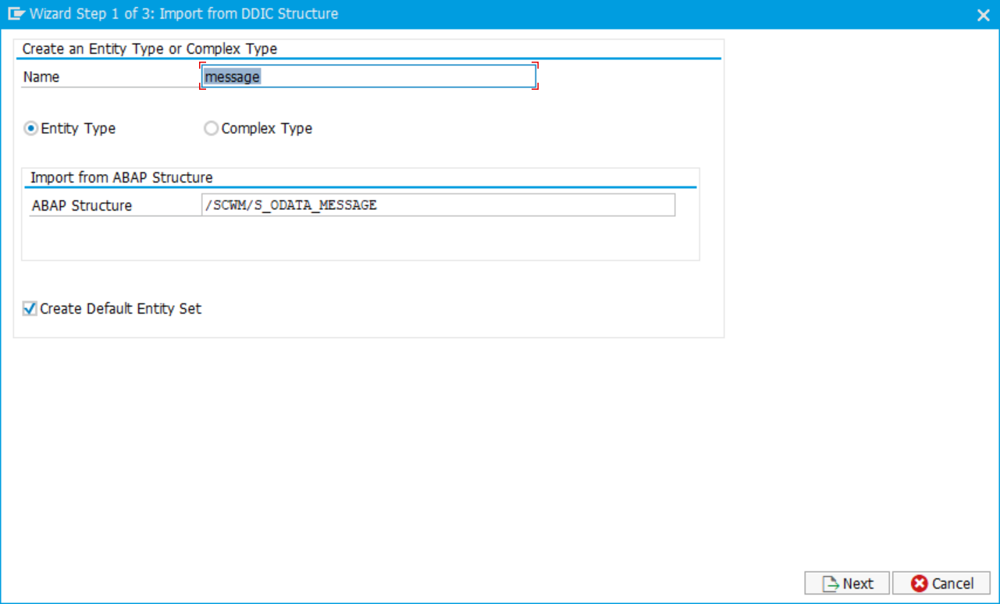 Wizard Step 1 of 3: Import from DDIC Structure
Create an Entity Type or Complex Type
Name message
Entity Type Complex Type
Import from ABAP Structure
ABAP Structure /SCWM/S_ODATA_MESSAGE
Create Default Entity Set
Next Cancel